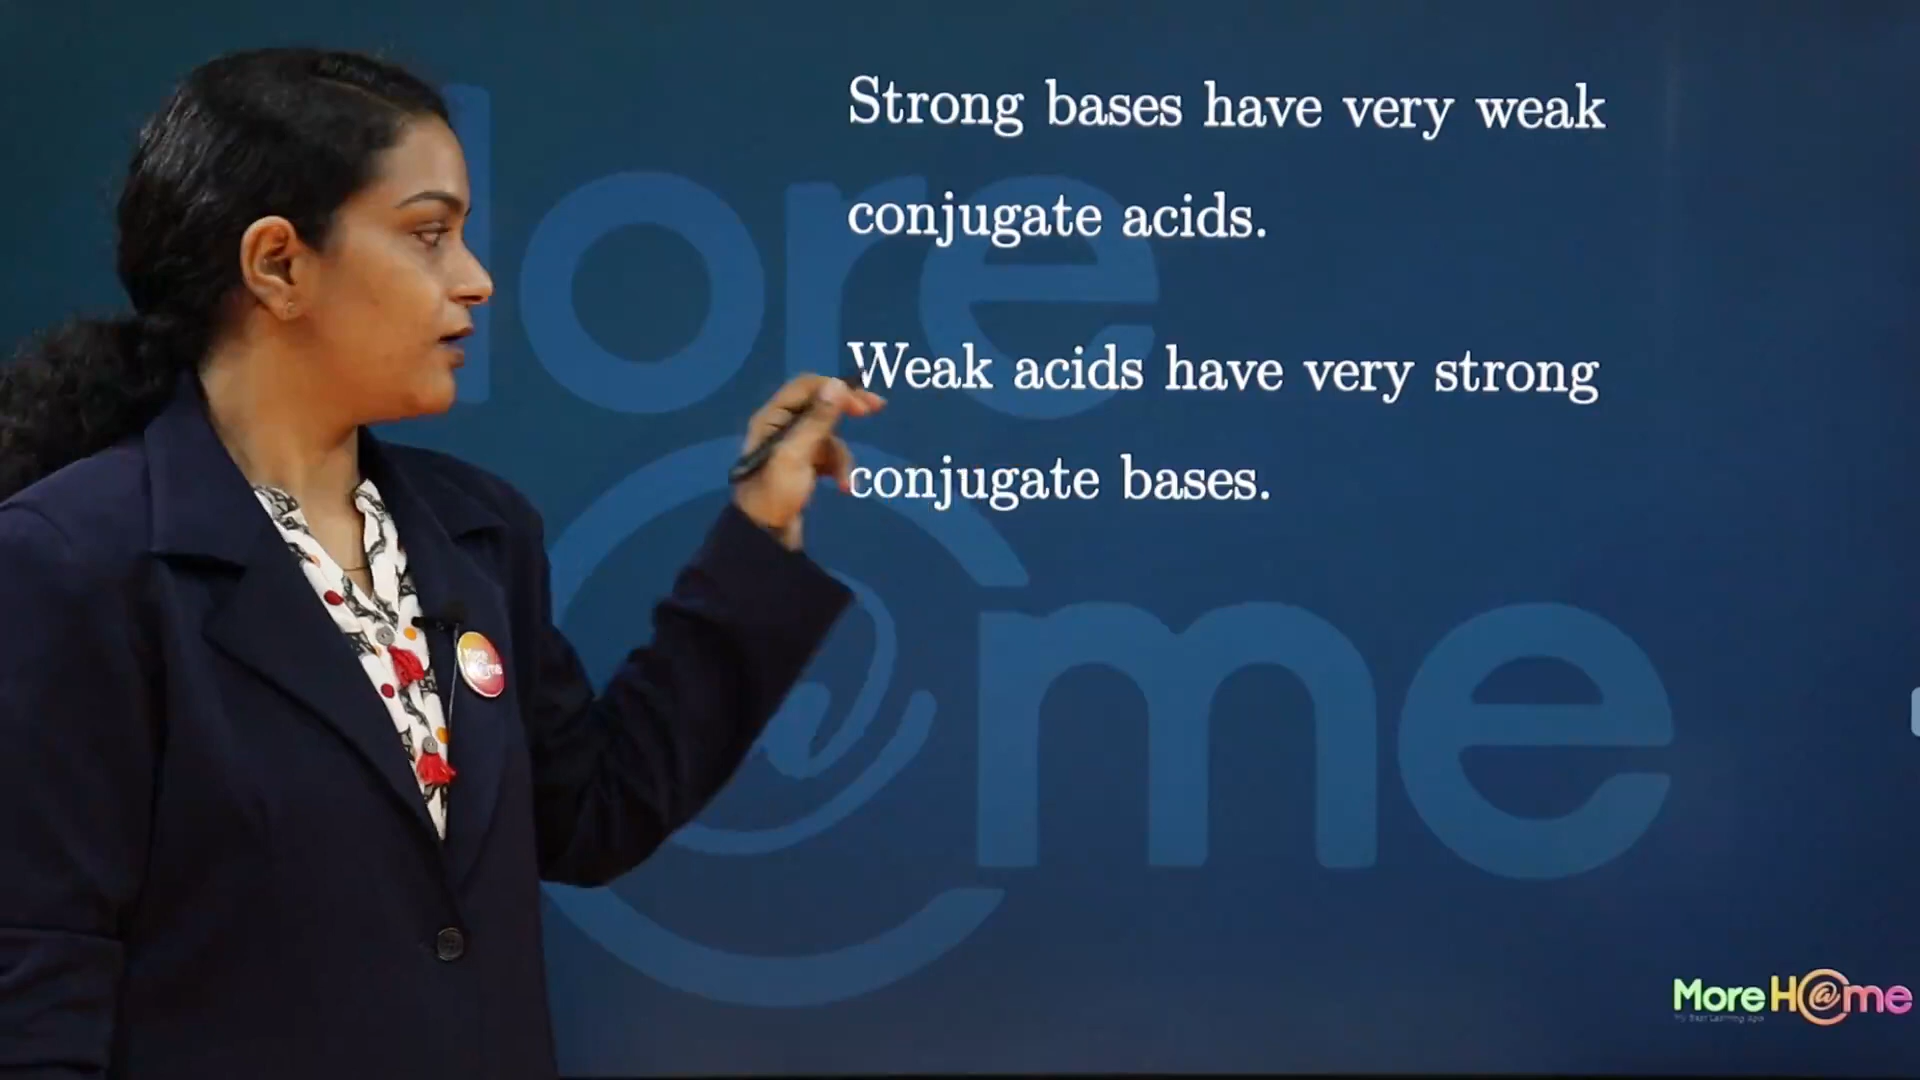 Strong bases have very weak
conjugate acids.
Weak acids have very strong
conjugate bases.
More H@me